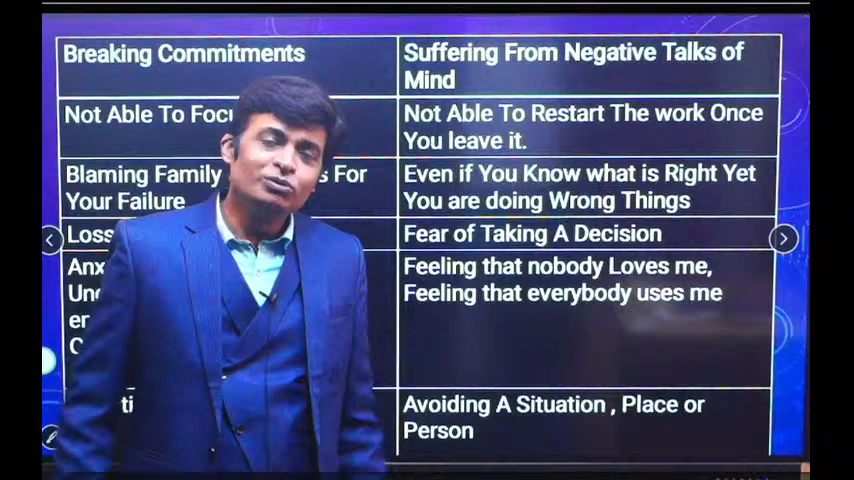 Breaking Commitments
Suffering From Negative Talks of
Mind
Not Able To
Not Able To Restart The work Once
You leave it.
Blaming Family For
Your Failure
Even if You Know what is Right Yet
You are doing Wrong Things
Loss
Fear of Taking A Decision
Feeling that nobody Loves me,
Feeling that everybody uses me
Avoiding A Situation , Place or
Person